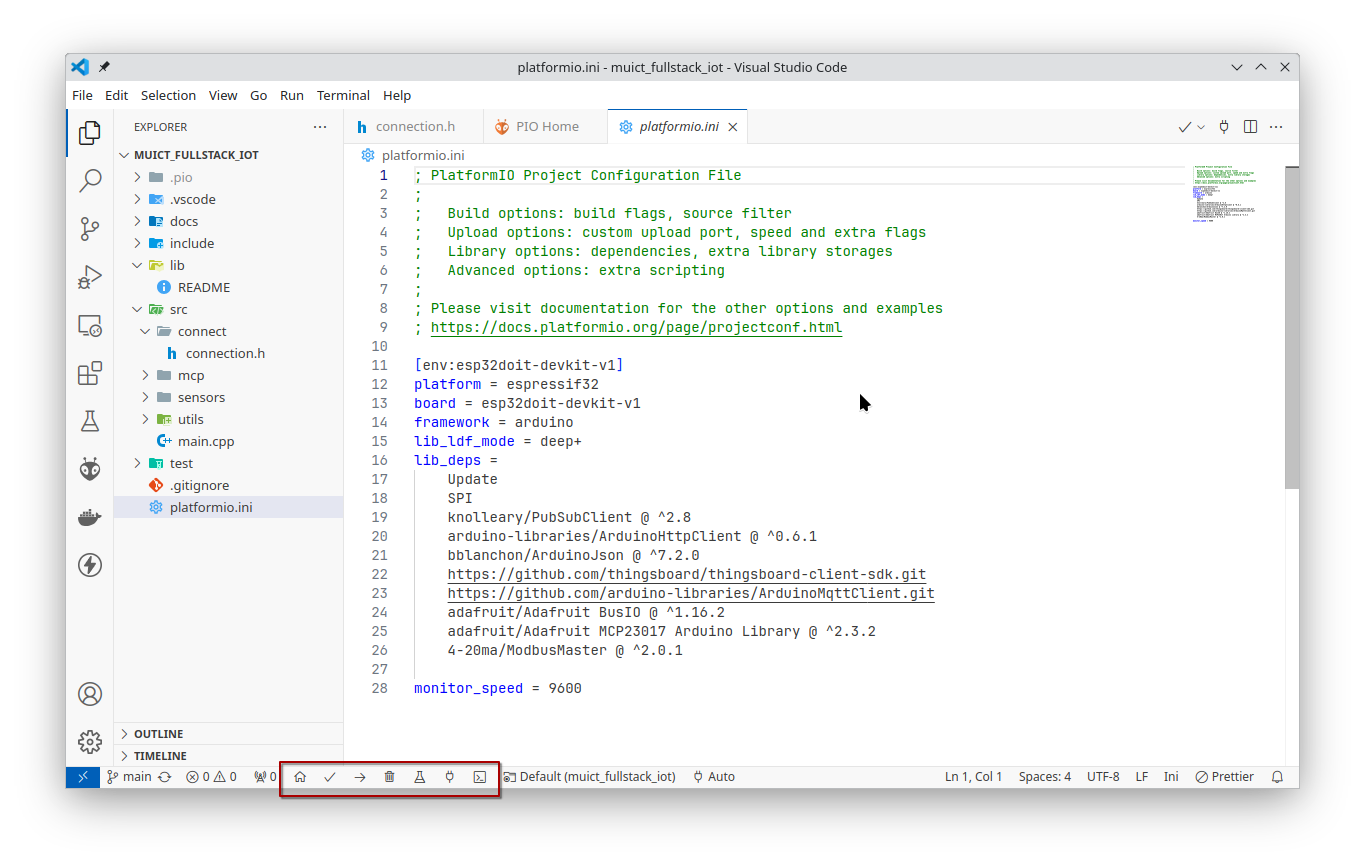 platformio.ini - muict_fullstack_iot - Visual Studio Code
File Edit Selection View Go Run Terminal Help
EXPLORER
MUICT_FULLSTACK_IOT
.pio
.vscode
docs
include
lib
README
src
connect
connection.h
mcp
sensors
utils
main.cpp
test
.gitignore
platformio.ini
OUTLINE
TIMELINE
connection.h PIO Home platformio.ini
platformio.ini
1 ; PlatformIO Project Configuration File
2 ;
3 ;   Build options: build flags, source filter
4 ;   Upload options: custom upload port, speed and extra flags
5 ;   Library options: dependencies, extra library storages
6 ;   Advanced options: extra scripting
7 ;
8 ; Please visit documentation for the other options and examples
9 ; https://docs.platformio.org/page/projectconf.html
10
11 [env:esp32doit-devkit-v1]
12 platform = espressif32
13 board = esp32doit-devkit-v1
14 framework = arduino
15 lib_ldf_mode = deep+
16 lib_deps =
17     Update
18     SPI
19     knolleary/PubSubClient @ ^2.8
20     arduino-libraries/ArduinoHttpClient @ ^0.6.1
21     bblanchon/ArduinoJson @ ^7.2.0
22     https://github.com/thingsboard/thingsboard-client-sdk.git
23     https://github.com/arduino-libraries/ArduinoMqttClient.git
24     adafruit/Adafruit BusIO @ ^1.16.2
25     adafruit/Adafruit MCP23017 Arduino Library @ ^2.3.2
26     4-20ma/ModbusMaster @ ^2.0.1
27
28 monitor_speed = 9600
main 0 0 0 Default (muict_fullstack_iot) Auto Ln 1, Col 1 Spaces: 4 UTF-8 LF Ini Prettier